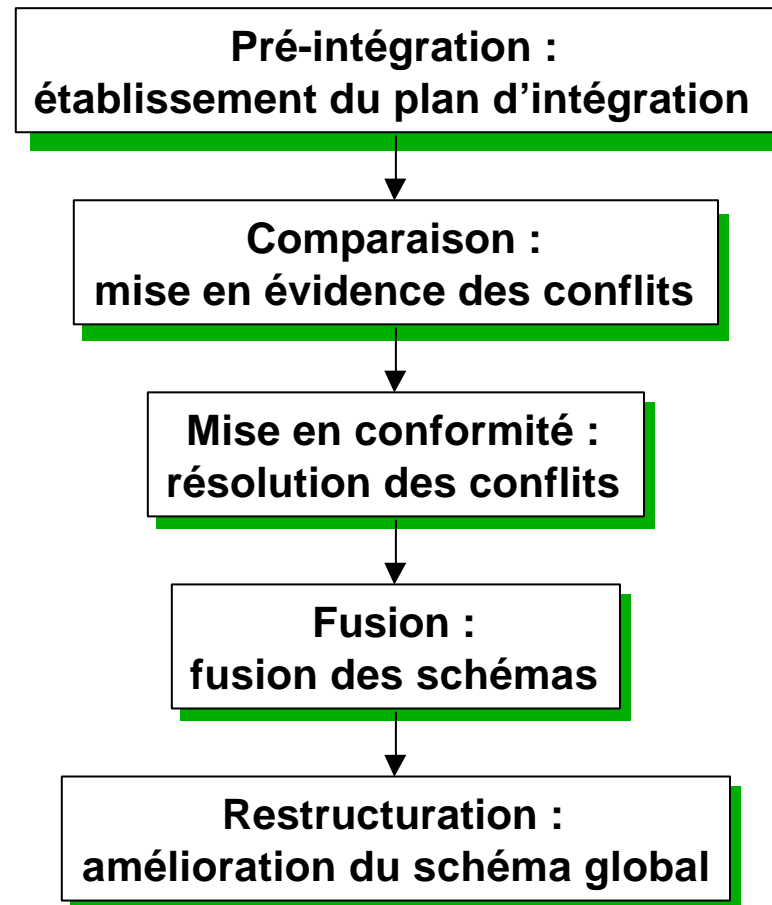 Pré-intégration :
établissement du plan d’intégration
Comparaison :
mise en évidence des conflits
Mise en conformité :
résolution des conflits
Fusion :
fusion des schémas
Restructuration :
amélioration du schéma global